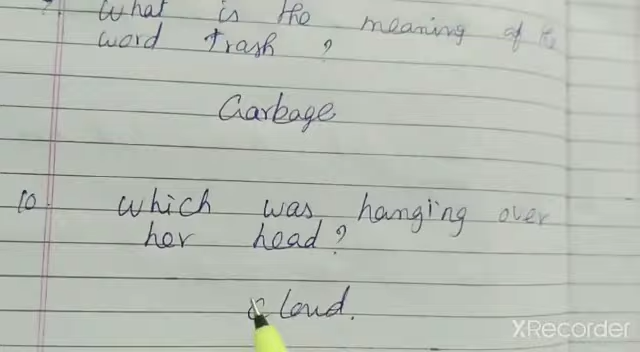 What is the meaning of the
word trash ?
Garbage
10. which was hanging over
her head?
cloud.
XRecorder